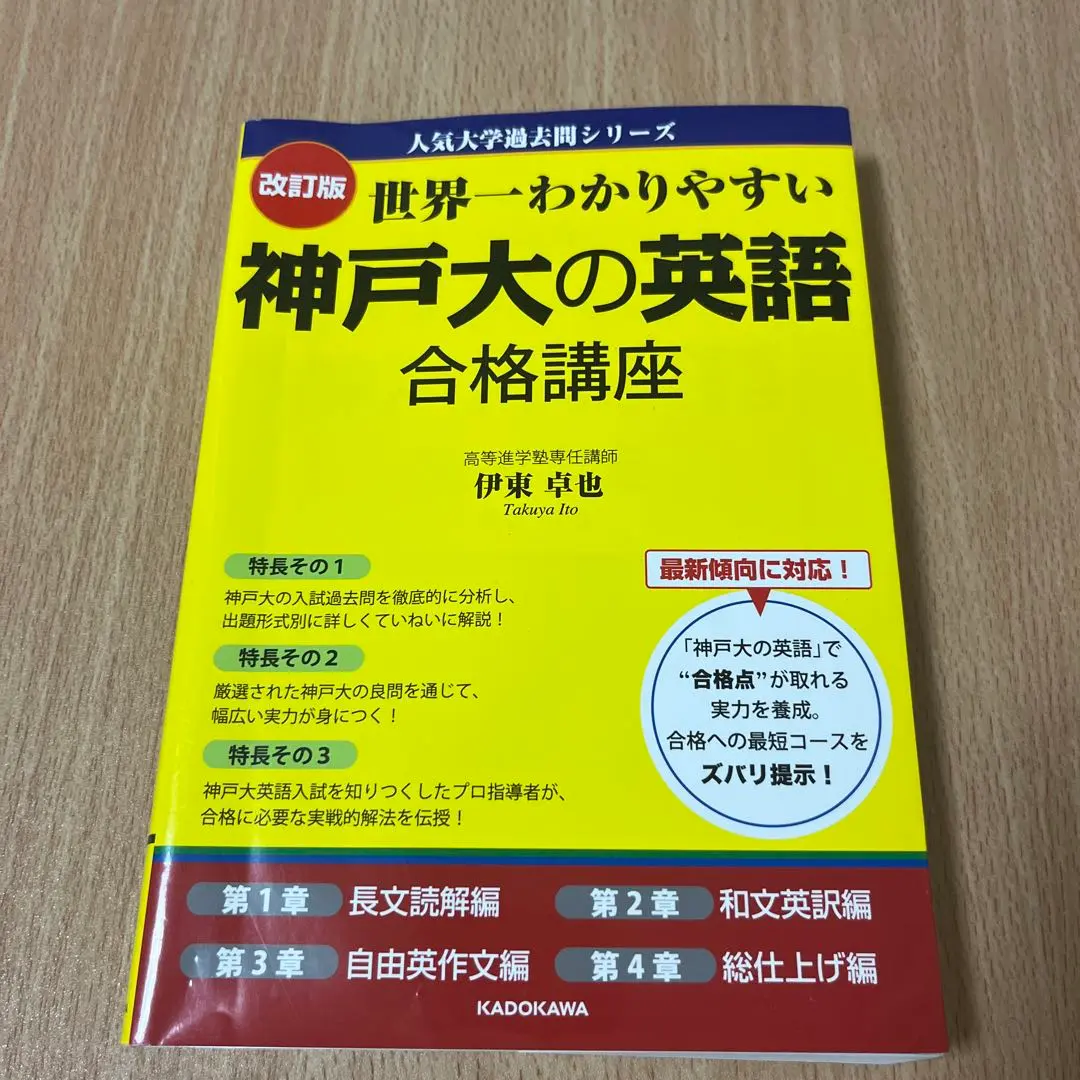 人気大学過去問シリーズ
改訂版
世界一わかりやすい
神戸大の英語
合格講座
高等進学塾専任講師
伊東 卓也
Takuya Ito
特長その1
神戸大の入試過去問を徹底的に分析し、
出題形式別に詳しくていねいに解説！
特長その2
厳選された神戸大の良問を通じて、
幅広い実力が身につく！
特長その3
神戸大英語入試を知りつくしたプロ指導者が、
合格に必要な実戦的解法を伝授！
最新傾向に対応！
「神戸大の英語」で
“合格点”が取れる
実力を養成。
合格への最短コースを
ズバリ提示！
第1章 長文読解編
第2章 和文英訳編
第3章 自由英作文編
第4章 総仕上げ編
KADOKAWA